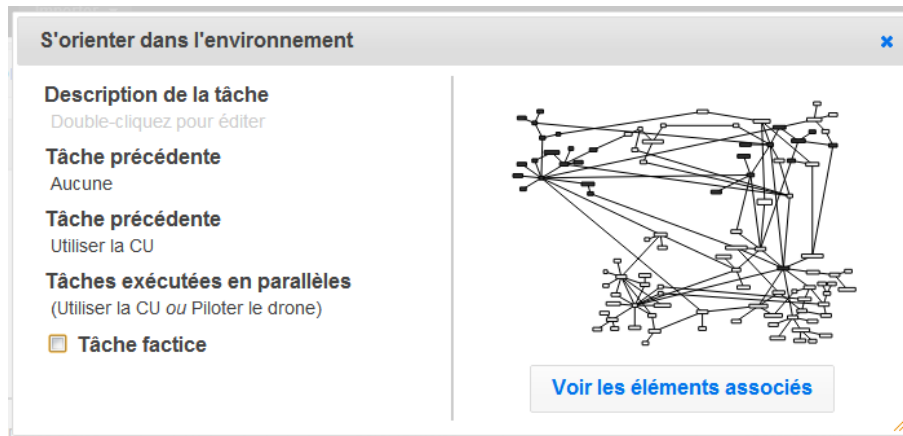 S'orienter dans l'environnement
Description de la tâche
Double-cliquez pour éditer
Tâche précédente
Aucune
Tâche précédente
Utiliser la CU
Tâches exécutées en parallèles
(Utiliser la CU ou Piloter le drone)
Tâche factice
Voir les éléments associés